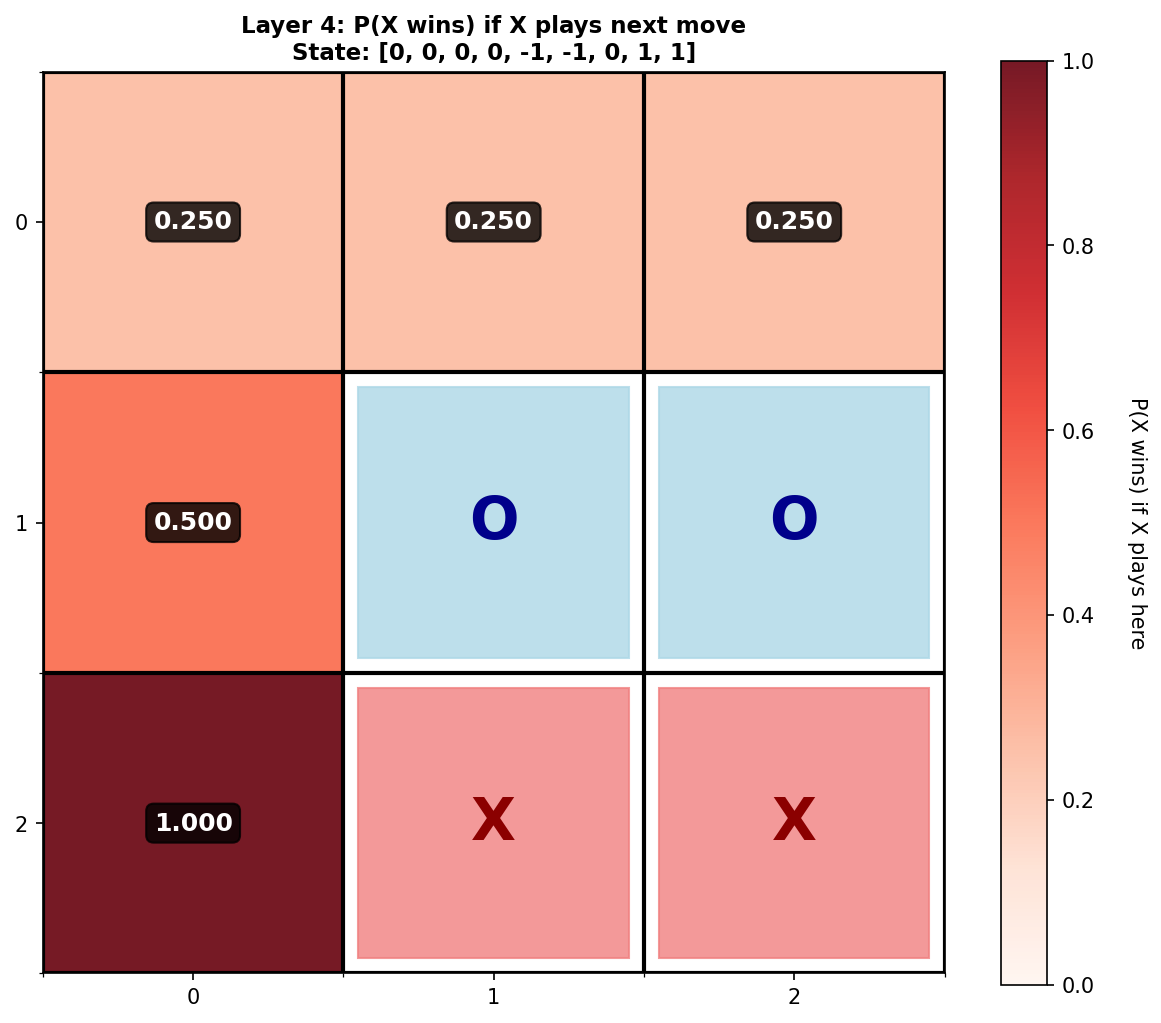 Layer 4: P(X wins) if X plays next move
State: [0, 0, 0, 0, -1, -1, 0, 1, 1]
0
0.250
0.250
0.250
1
0.500
O
O
2
1.000
X
X
0
1
2
1.0
0.8
0.6
0.4
0.2
0.0
P(X wins) if X plays here